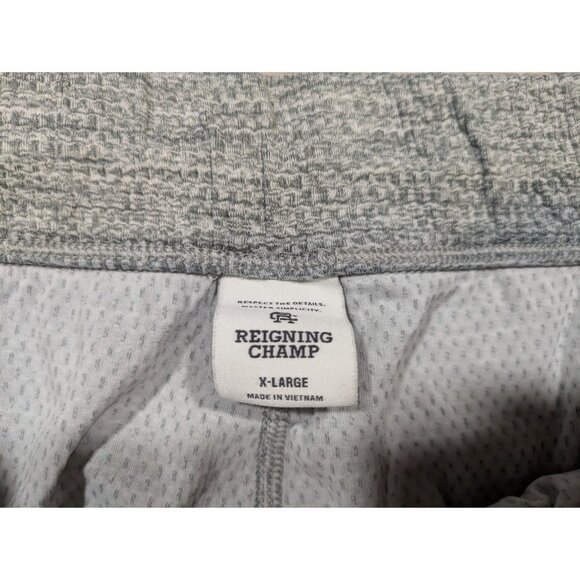 RESPECT THE DETAILS.
MASTER SIMPLICITY.
REIGNING
CHAMP
X-LARGE
MADE IN VIETNAM